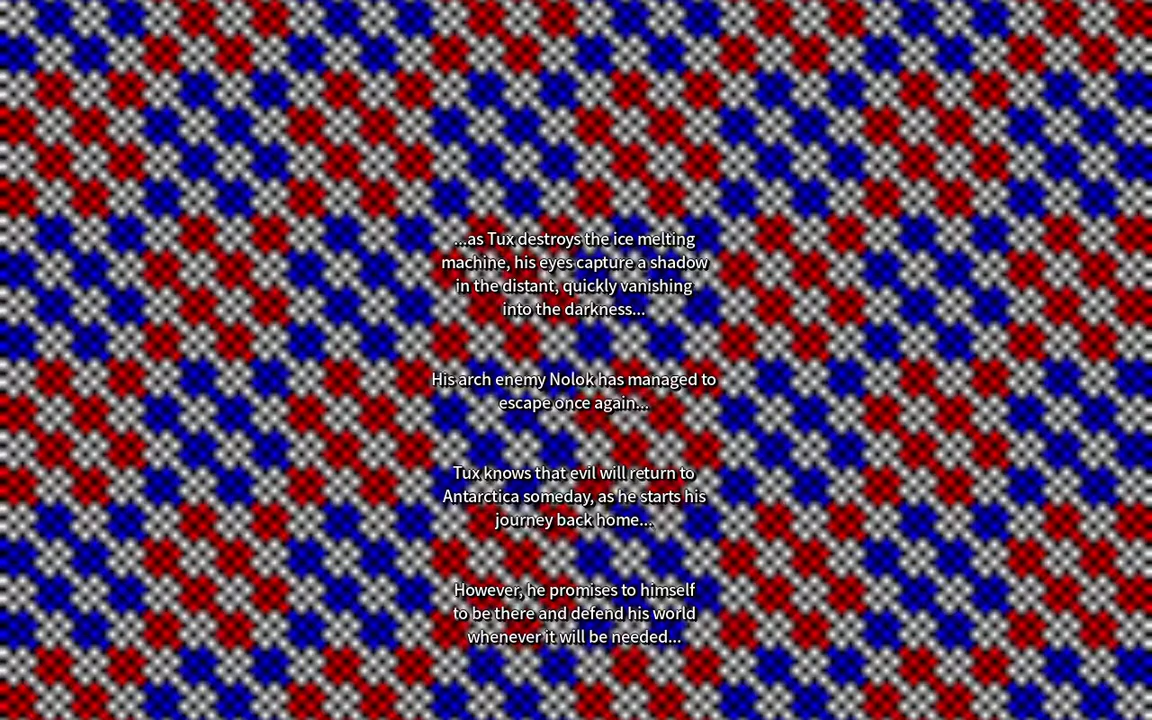 ...as Tux destroys the ice melting
machine, his eyes capture a shadow
in the distant, quickly vanishing
into the darkness...
His arch enemy Nolok has managed to
escape once again...
Tux knows that evil will return to
Antarctica someday, as he starts his
journey back home...
However, he promises to himself
to be there and defend his world
whenever it will be needed...